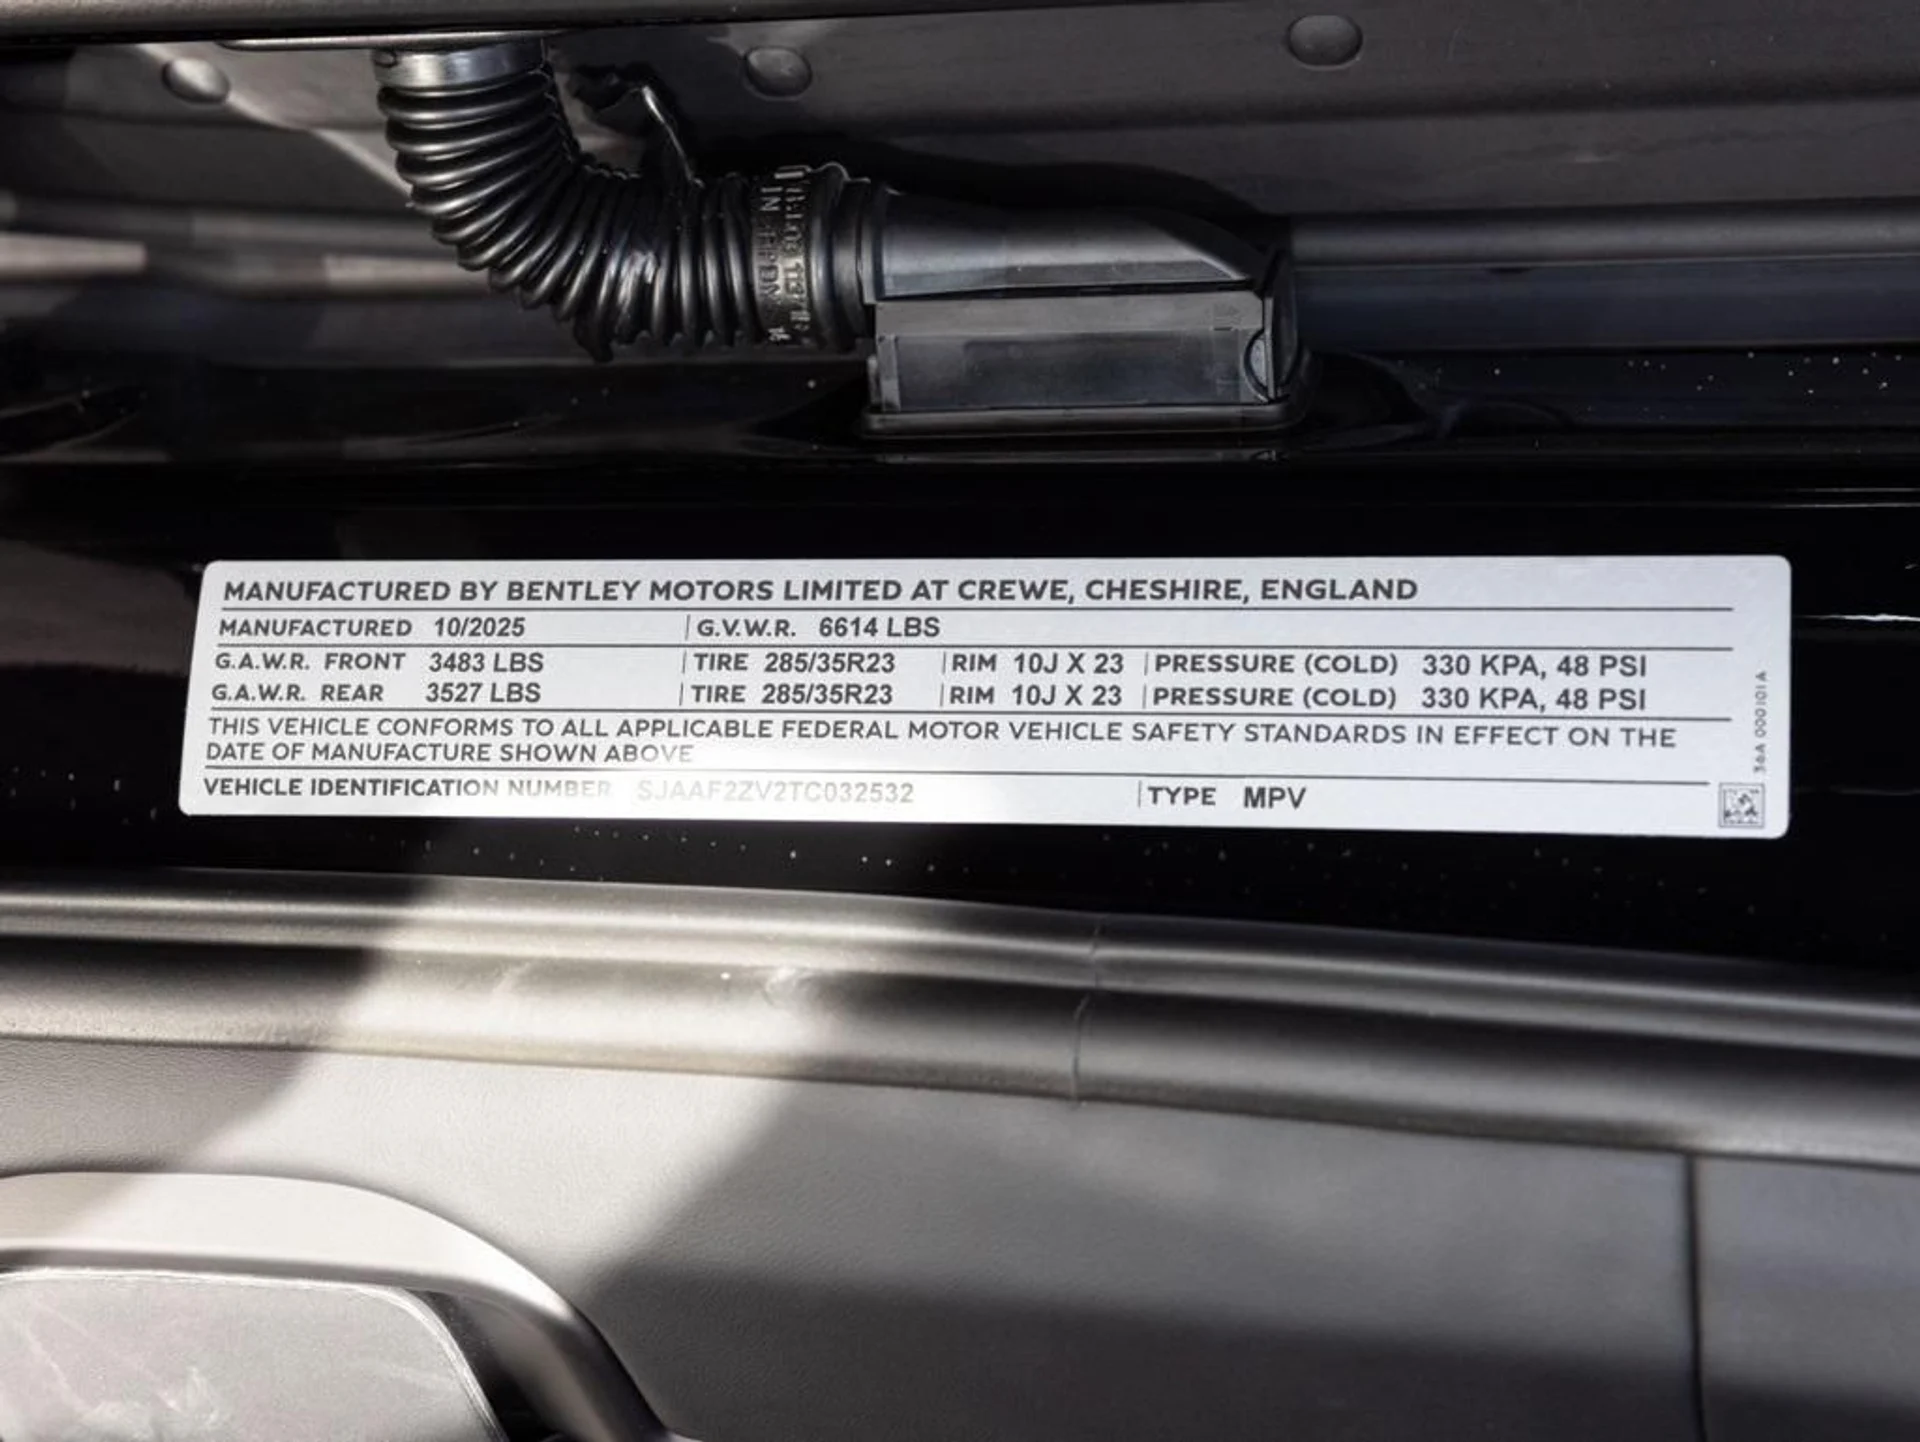 MANUFACTURED BY BENTLEY MOTORS LIMITED AT CREWE, CHESHIRE, ENGLAND
MANUFACTURED 10/2025 G.V.W.R. 6614 LBS
G.A.W.R. FRONT 3483 LBS TIRE 285/35R23 RIM 10J X 23 PRESSURE (COLD) 330 KPA, 48 PSI
G.A.W.R. REAR 3527 LBS TIRE 285/35R23 RIM 10J X 23 PRESSURE (COLD) 330 KPA, 48 PSI
THIS VEHICLE CONFORMS TO ALL APPLICABLE FEDERAL MOTOR VEHICLE SAFETY STANDARDS IN EFFECT ON THE
DATE OF MANUFACTURE SHOWN ABOVE
VEHICLE IDENTIFICATION NUMBER SJAAF2ZV2TC032532 TYPE MPV
36A 000 101 A